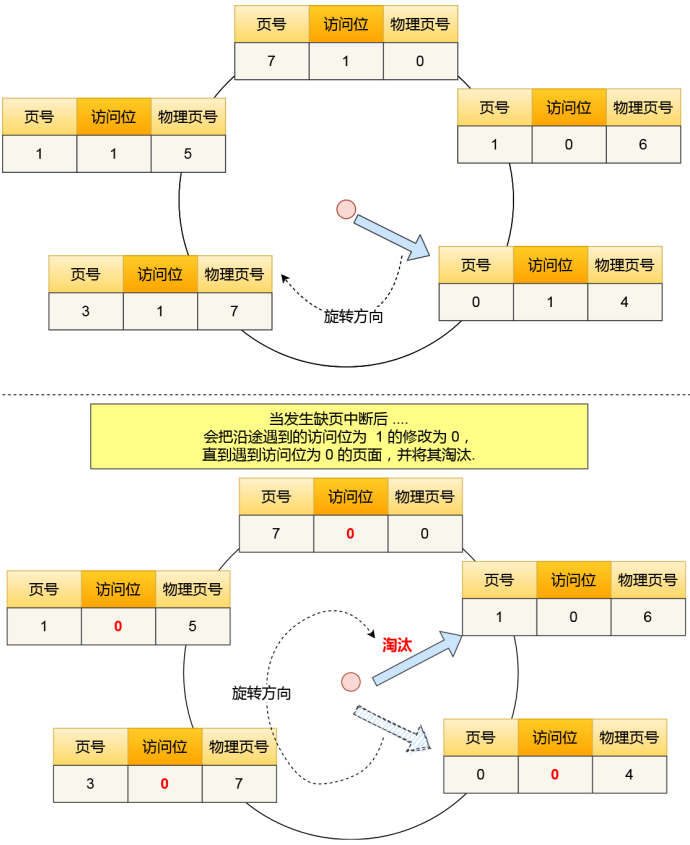 页号 访问位 物理页号
7 1 0
页号 访问位 物理页号
1 1 5
页号 访问位 物理页号
1 0 6
页号 访问位 物理页号
3 1 7
页号 访问位 物理页号
0 1 4
旋转方向
当发生缺页中断后 ....
会把沿途遇到的访问位为 1 的修改为 0，
直到遇到访问位为 0 的页面，并将其淘汰.
页号 访问位 物理页号
7 0 0
页号 访问位 物理页号
1 0 5
页号 访问位 物理页号
1 0 6
淘汰
旋转方向
页号 访问位 物理页号
3 0 7
页号 访问位 物理页号
0 0 4